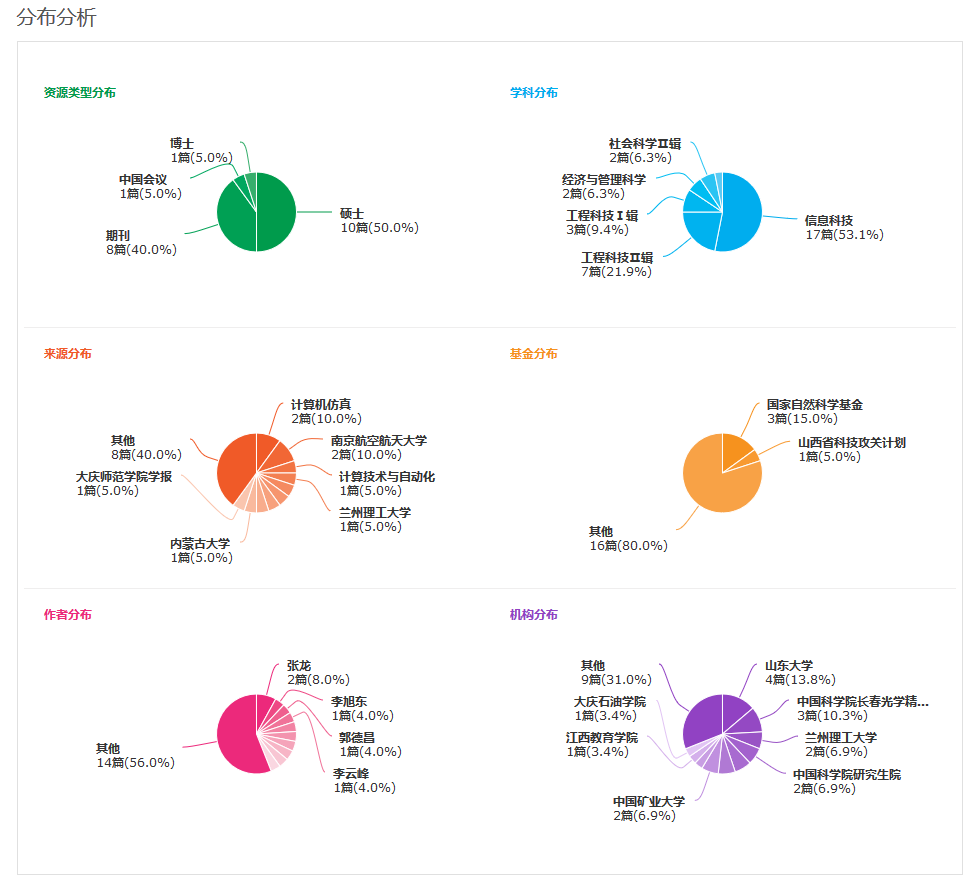 分布分析
资源类型分布
博士
1篇(5.0%)
中国会议
1篇(5.0%)
期刊
8篇(40.0%)
硕士
10篇(50.0%)
学科分布
社会科学Ⅱ辑
2篇(6.3%)
经济与管理科学
2篇(6.3%)
工程科技Ⅰ辑
3篇(9.4%)
工程科技Ⅱ辑
7篇(21.9%)
信息科技
17篇(53.1%)
来源分布
计算机仿真
2篇(10.0%)
南京航空航天大学
2篇(10.0%)
计算技术与自动化
1篇(5.0%)
兰州理工大学
1篇(5.0%)
内蒙古大学
1篇(5.0%)
大庆师范学院学报
1篇(5.0%)
其他
8篇(40.0%)
基金分布
国家自然科学基金
3篇(15.0%)
山西省科技攻关计划
1篇(5.0%)
其他
16篇(80.0%)
作者分布
张龙
2篇(8.0%)
李旭东
1篇(4.0%)
郭德昌
1篇(4.0%)
李云峰
1篇(4.0%)
其他
14篇(56.0%)
机构分布
山东大学
4篇(13.8%)
中国科学院长春光学精...
3篇(10.3%)
兰州理工大学
2篇(6.9%)
中国科学院研究生院
2篇(6.9%)
中国矿业大学
2篇(6.9%)
江西教育学院
1篇(3.4%)
大庆石油学院
1篇(3.4%)
其他
9篇(31.0%)